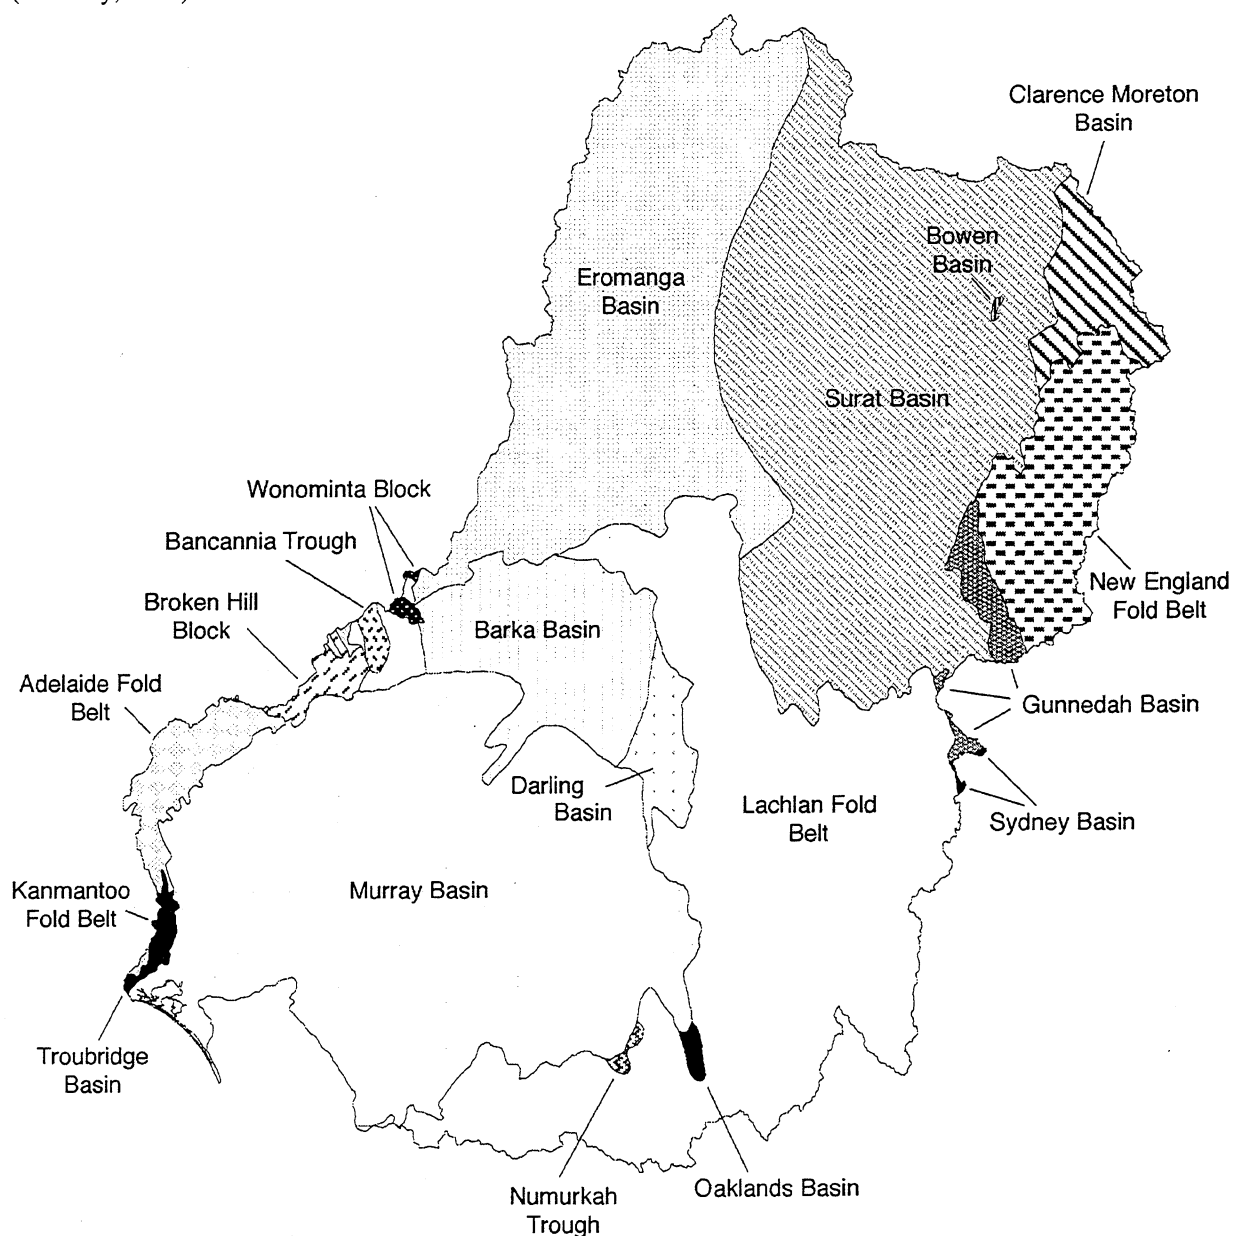 Clarence Moreton
Basin
Bowen
Basin
Eromanga
Basin
Surat Basin
Wonominta Block
Bancannia Trough
New England
Fold Belt
Broken Hill
Block
Barka Basin
Adelaide Fold
Belt
Gunnedah Basin
Darling
Basin
Lachlan Fold
Belt
Sydney Basin
Kanmantoo
Fold Belt
Murray Basin
Troubridge
Basin
Numurkah
Trough
Oaklands Basin